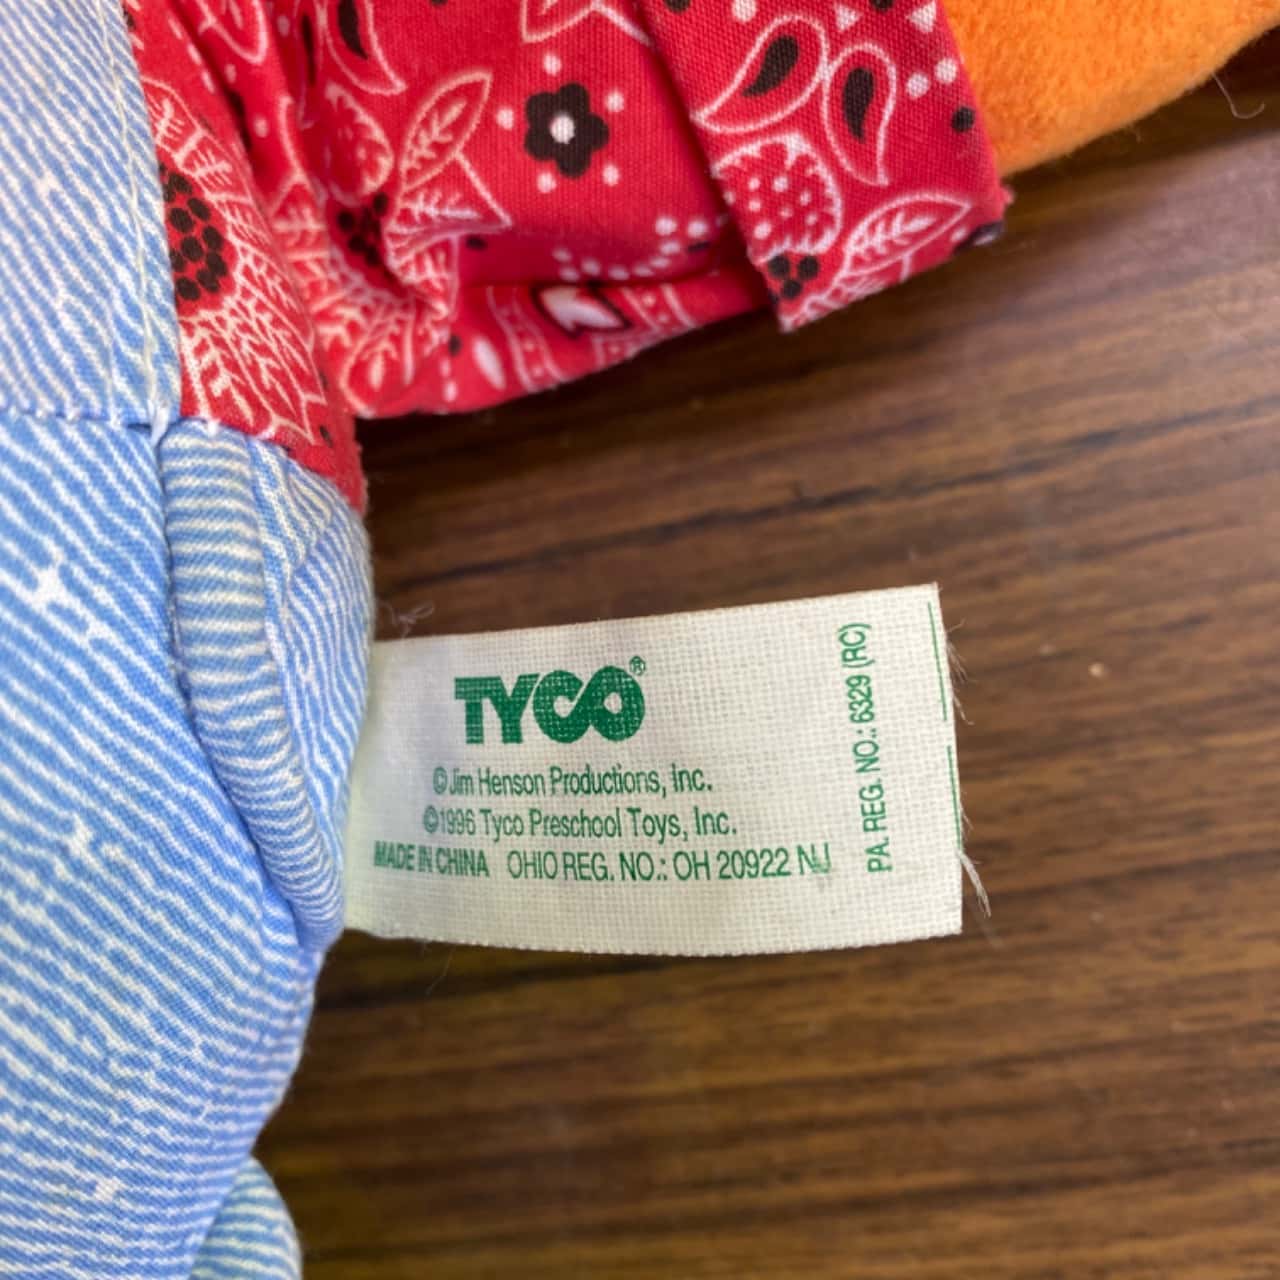 TYCO®
©Jim Henson Productions, Inc.
©1996 Tyco Preschool Toys, Inc.
MADE IN CHINA OHIO REG. NO.: OH 20922 NJ
PA. REG. NO.: 6329 (RC)